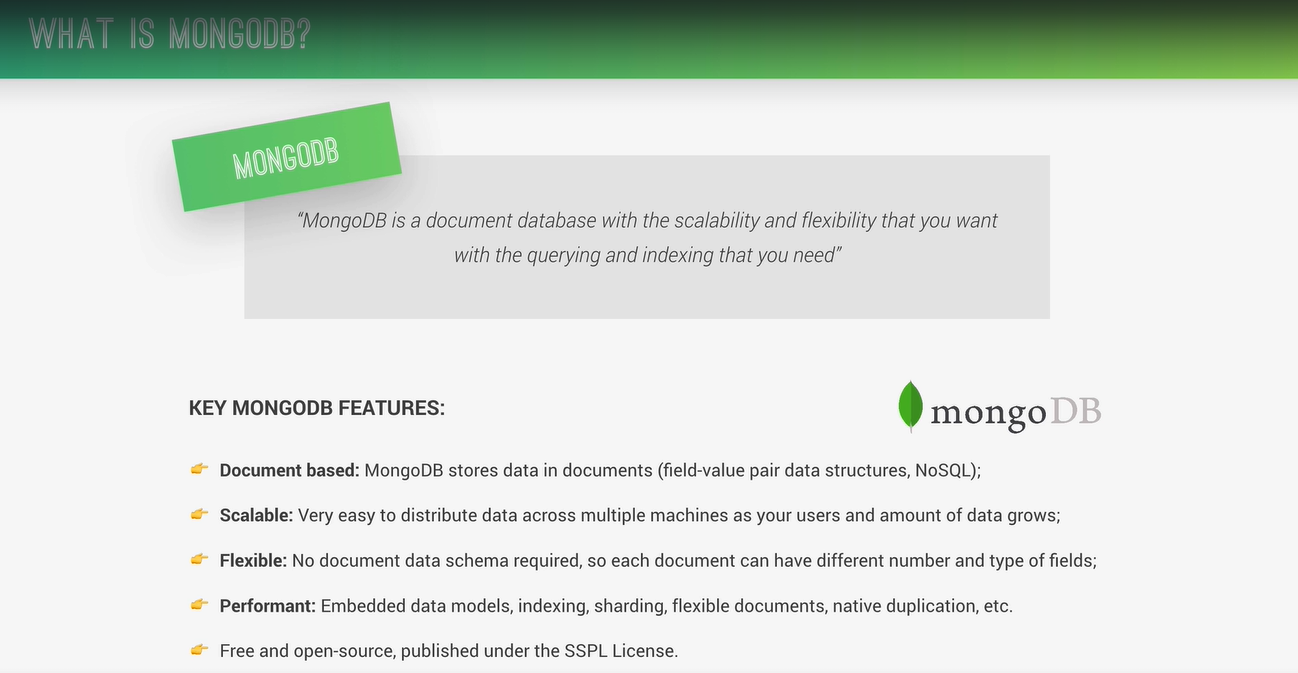 WHAT IS MONGODB?
MONGODB
“MongoDB is a document database with the scalability and flexibility that you want
with the querying and indexing that you need”
KEY MONGODB FEATURES:
mongoDB
👉 Document based: MongoDB stores data in documents (field-value pair data structures, NoSQL);
👉 Scalable: Very easy to distribute data across multiple machines as your users and amount of data grows;
👉 Flexible: No document data schema required, so each document can have different number and type of fields;
👉 Performant: Embedded data models, indexing, sharding, flexible documents, native duplication, etc.
👉 Free and open-source, published under the SSPL License.